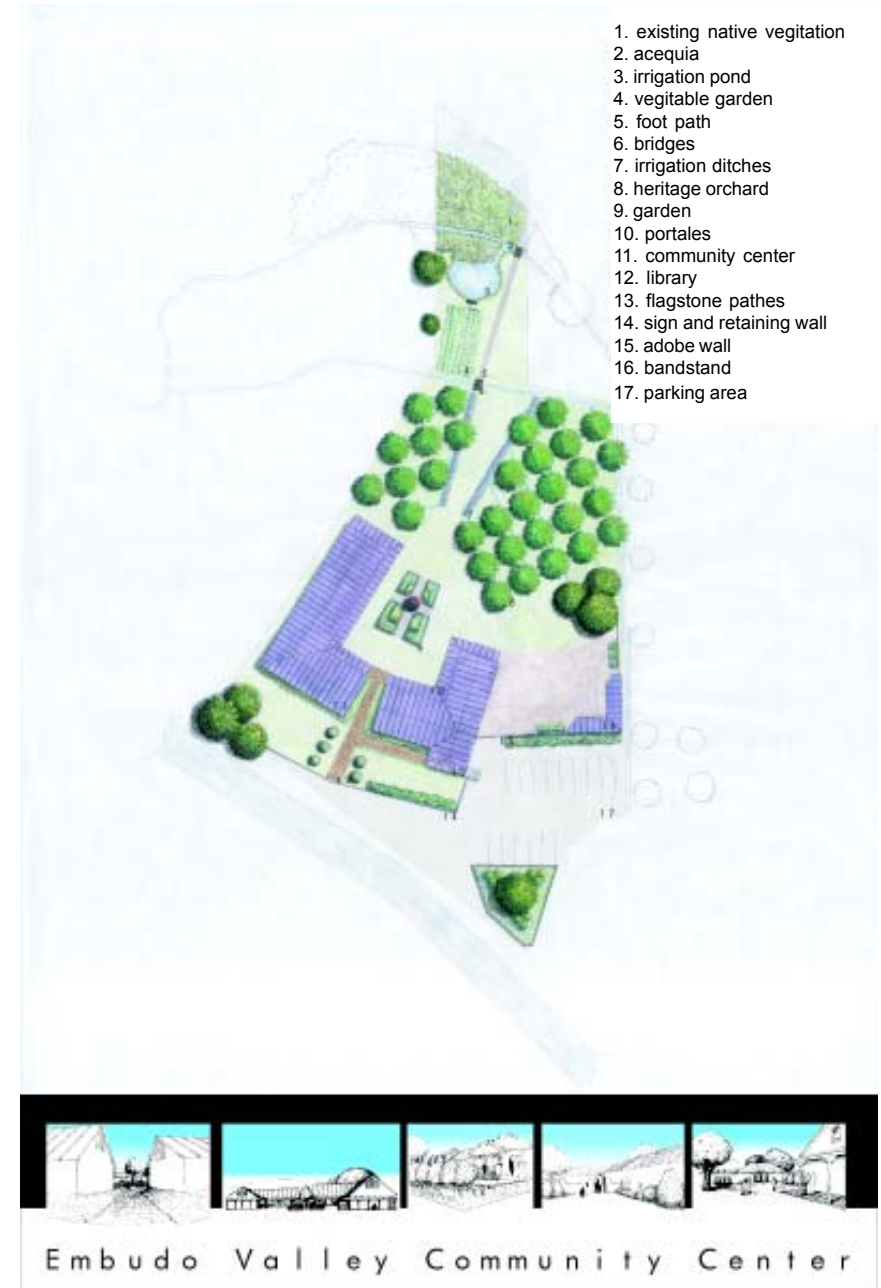 1. existing native vegitation
2. acequia
3. irrigation pond
4. vegitable garden
5. foot path
6. bridges
7. irrigation ditches
8. heritage orchard
9. garden
10. portales
11. community center
12. library
13. flagstone pathes
14. sign and retaining wall
15. adobe wall
16. bandstand
17. parking area
17
Embudo Valley Community Center